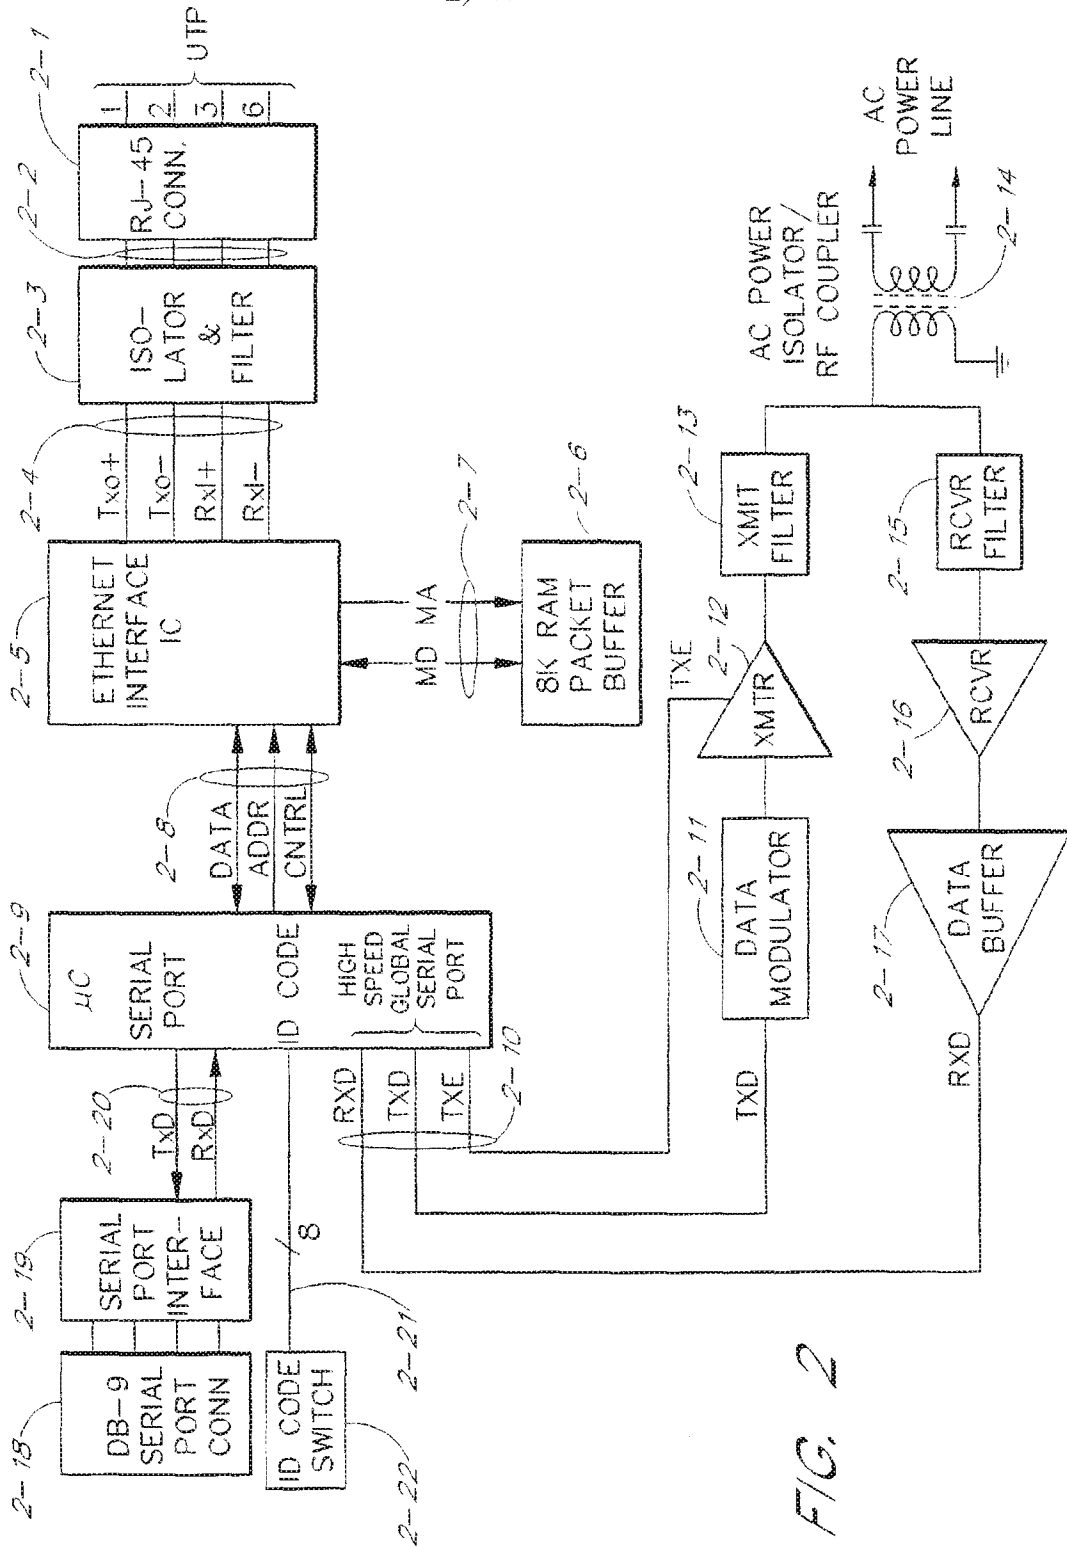 2-18
DB-9
SERIAL
PORT
CONN
2-19
SERIAL
PORT
INTER-
FACE
2-20
TxD
RxD
2-9
μC
SERIAL
PORT
ID CODE
HIGH
SPEED
GLOBAL
SERIAL
PORT
2-8
DATA
ADDR
CNTRL
2-5
ETHERNET
INTERFACE
IC
2-4
Txo+
Txo-
RxI+
RxI-
2-3
ISO-
LATOR
&
FILTER
2-2
RJ-45
CONN.
2-1
1
2
3
6
UTP
2-22
ID CODE
SWITCH
2-21
8
RXD
TXD
TXE
2-10
MD
MA
2-7
8K RAM
PACKET
BUFFER
2-6
TXD
DATA
MODULATOR
2-11
TXE
XMTR
2-12
XMIT
FILTER
2-13
AC POWER
ISOLATOR/
RF COUPLER
AC
POWER
LINE
2-14
RXD
DATA
BUFFER
2-17
RCVR
2-16
RCVR
FILTER
2-15
FIG. 2